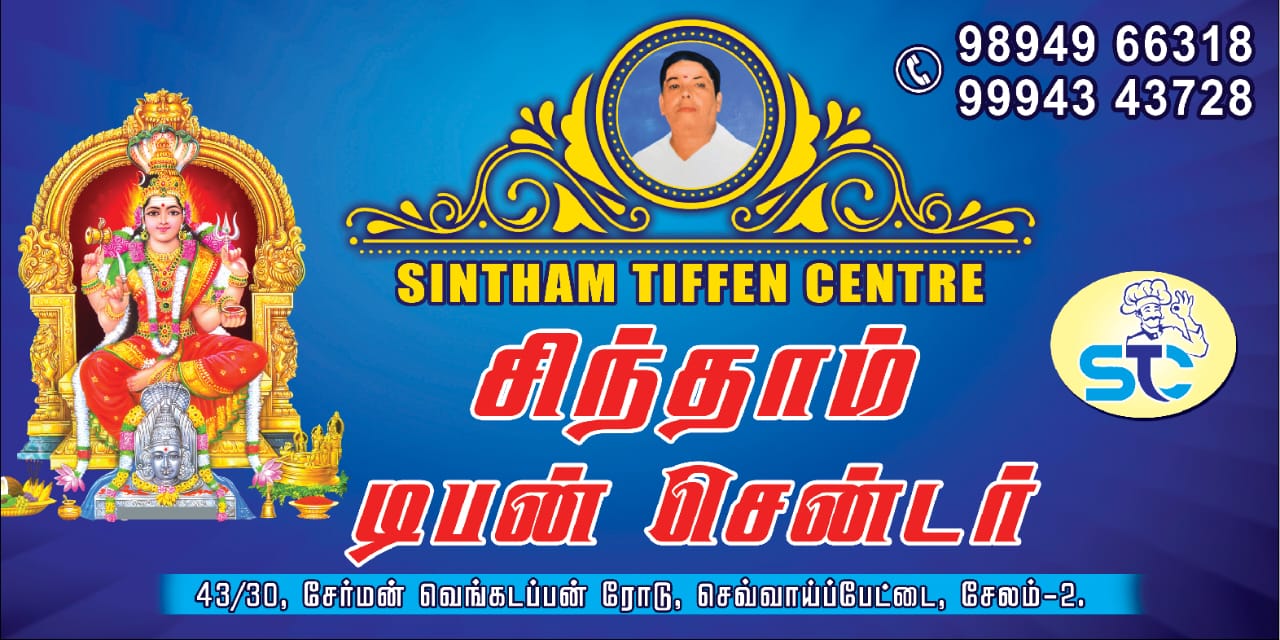 98949 66318
99943 43728
SINTHAM TIFFEN CENTRE
சிந்தாம்
டிபன் சென்டர்
STC
43/30, சேர்மன் வெங்கடப்பன் ரோடு, செவ்வாய்ப்பேட்டை, சேலம்-2.